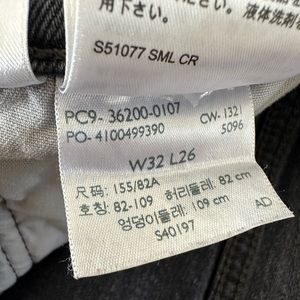 用下水)。液体洗剤を
S51077 SML CR
PC9- 36200-0107 CW-1321
PO-4100499390 5096
W32 L26
尺码: 155/82A
호칭: 82-109 허리둘레: 82 cm
엉덩이둘레: 109 cm
S40197 AD